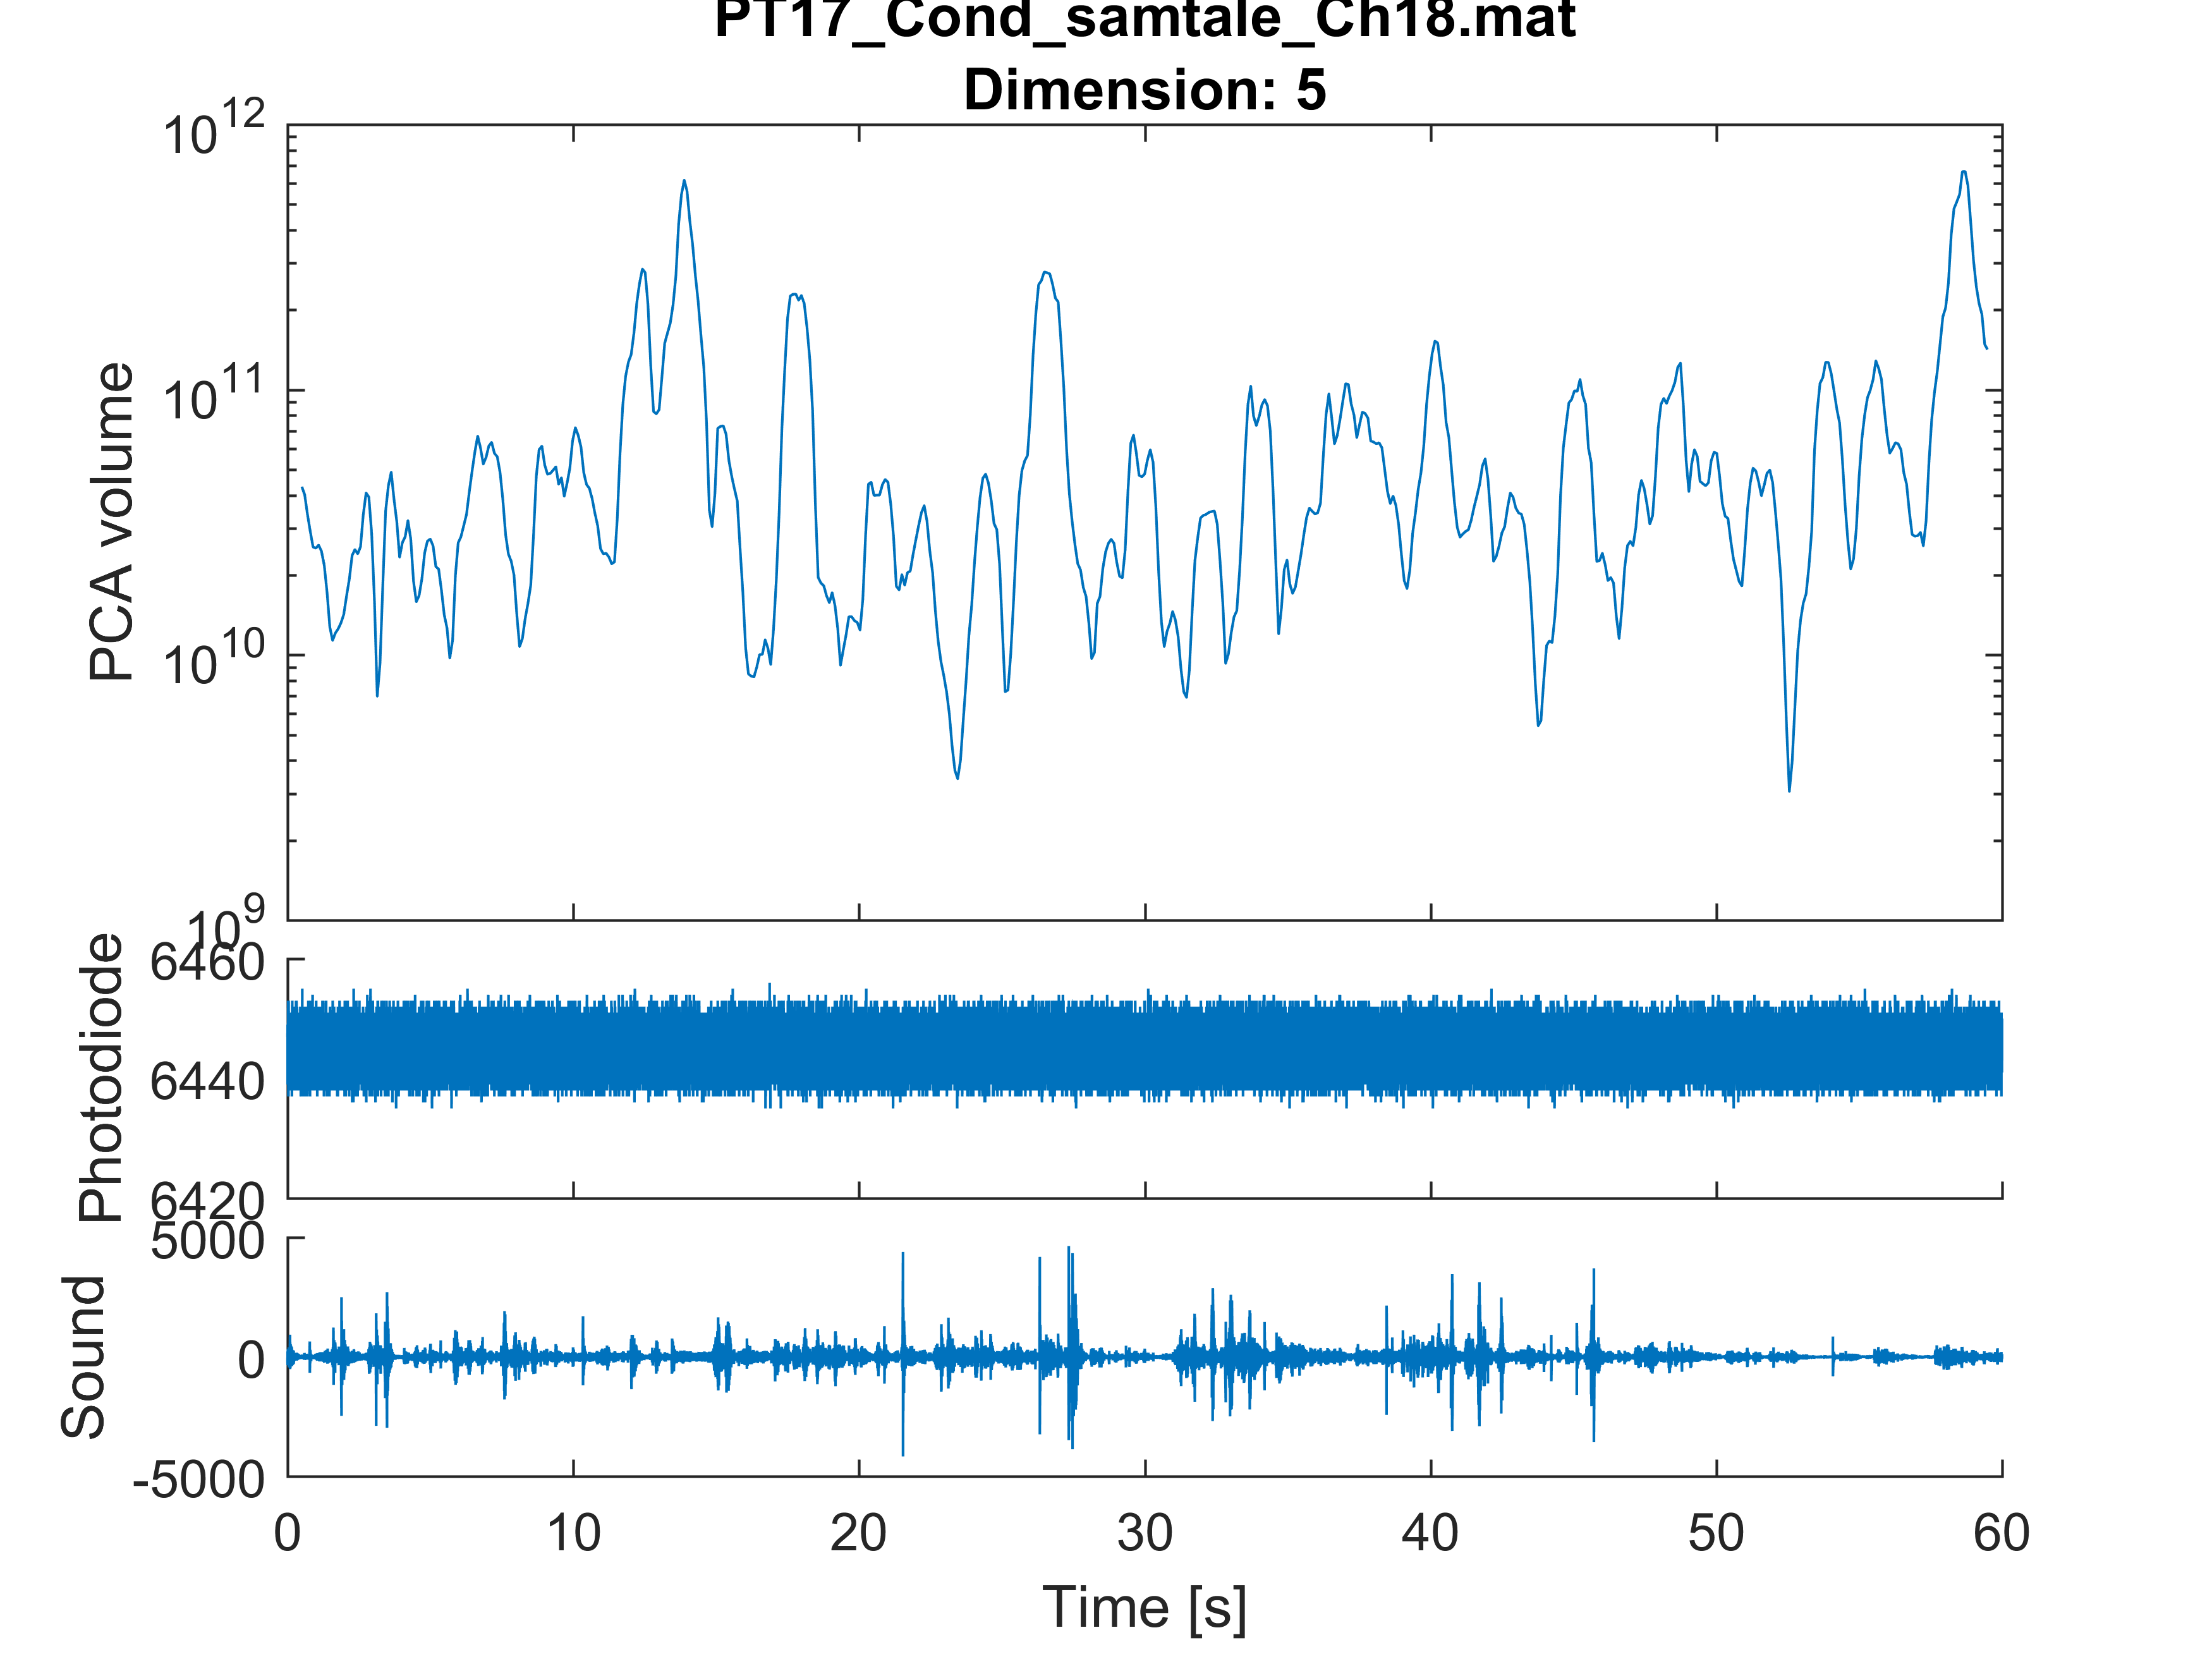 PT17_Cond_samtale_Ch18.mat
Dimension: 5
10^12
10^11
10^10
10^9
PCA volume
6460
6440
6420
Photodiode
5000
0
-5000
Sound
0 10 20 30 40 50 60
Time [s]